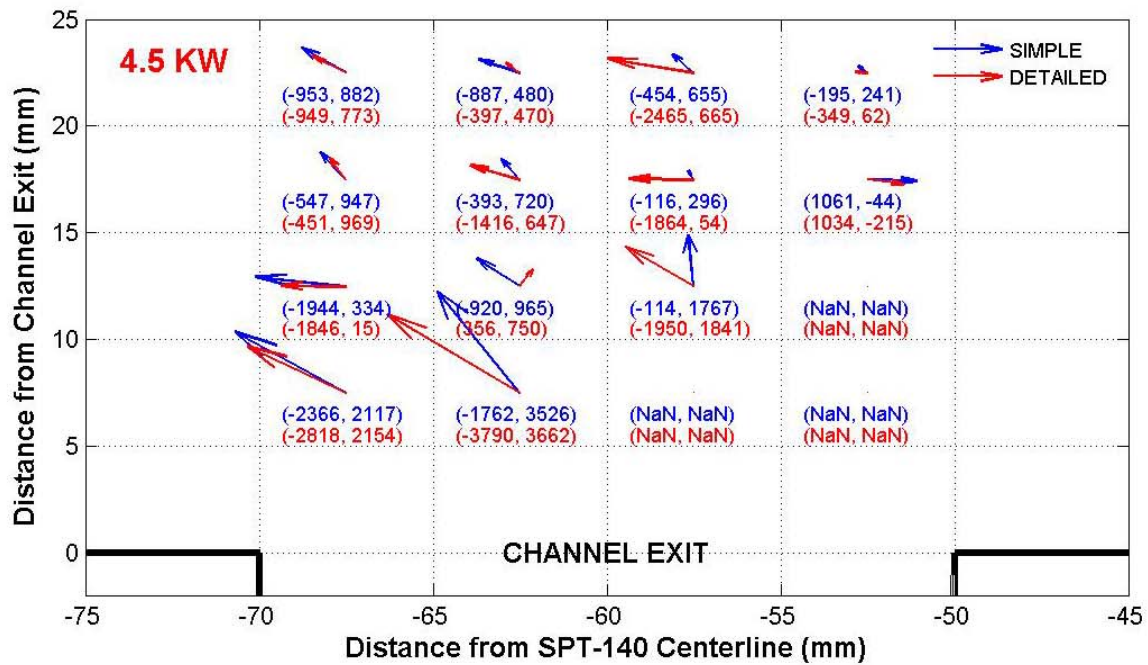 25
20
15
10
5
0
Distance from Channel Exit (mm)
4.5 KW
SIMPLE
DETAILED
(-953, 882)
(-949, 773)
(-887, 480)
(-397, 470)
(-454, 655)
(-2465, 665)
(-195, 241)
(-349, 62)
(-547, 947)
(-451, 969)
(-393, 720)
(-1416, 647)
(-116, 296)
(-1864, 54)
(1061, -44)
(1034, -215)
(-1944, 334)
(-1846, 15)
(-920, 965)
(356, 750)
(-114, 1767)
(-1950, 1841)
(NaN, NaN)
(NaN, NaN)
(-2366, 2117)
(-2818, 2154)
(-1762, 3526)
(-3790, 3662)
(NaN, NaN)
(NaN, NaN)
(NaN, NaN)
(NaN, NaN)
CHANNEL EXIT
-75 -70 -65 -60 -55 -50 -45
Distance from SPT-140 Centerline (mm)